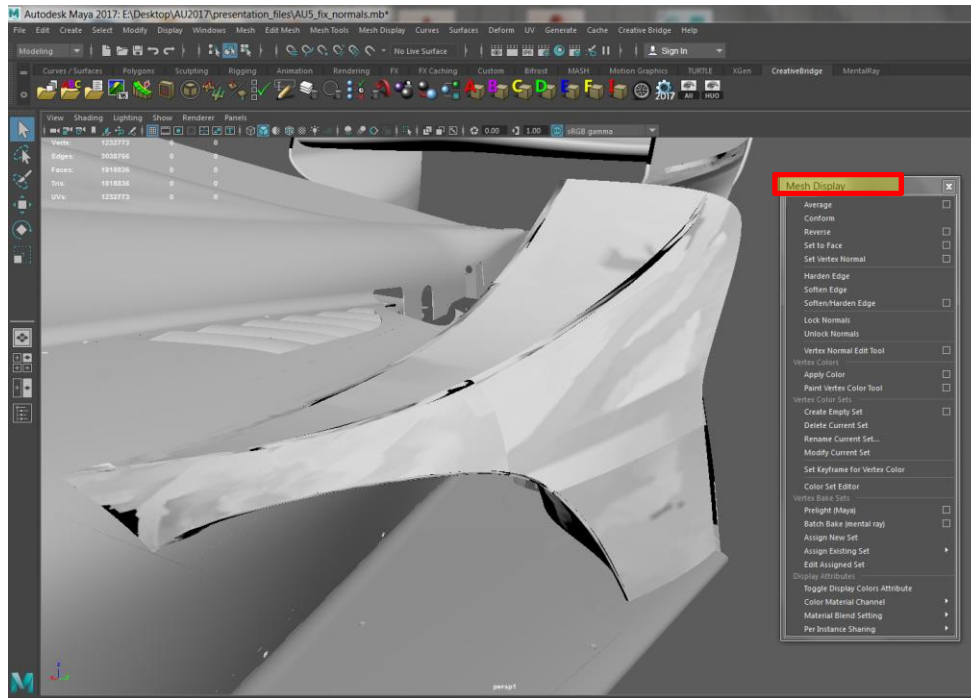 Autodesk Maya 2017: E:\Desktop\AU2017\presentation_files\AU5_fix_normals.mb*
File Edit Create Select Modify Display Windows Mesh Edit Mesh Mesh Tools Mesh Display Curves Surfaces Deform UV Generate Cache Creative Bridge Help
Modeling No Live Surface Sign In
Curves / Surfaces Polygons Sculpting Rigging Animation Rendering FX FX Caching Custom Bifrost MASH Motion Graphics TURTLE XGen CreativeBridge MentalRay
A B C D E F 2017 All HUD
View Shading Lighting Show Renderer Panels
0.00 1.00 sRGB gamma
Verts: 1232773 0 0
Edges: 3038766 0 0
Faces: 1818836 0 0
Tris: 1818836 0 0
UVs: 1232773 0 0
Mesh Display
Average
Conform
Reverse
Set to Face
Set Vertex Normal
Harden Edge
Soften Edge
Soften/Harden Edge
Lock Normals
Unlock Normals
Vertex Normal Edit Tool
Vertex Colors
Apply Color
Paint Vertex Color Tool
Vertex Color Sets
Create Empty Set
Delete Current Set
Rename Current Set...
Modify Current Set
Set Keyframe for Vertex Color
Color Set Editor
Vertex Bake Sets
Prelight (Maya)
Batch Bake (mental ray)
Assign New Set
Assign Existing Set
Edit Assigned Set
Display Attributes
Toggle Display Colors Attribute
Color Material Channel
Material Blend Setting
Per Instance Sharing
persp1